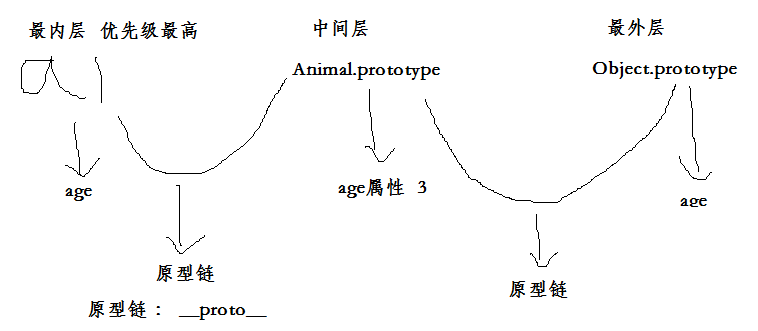 最内层 优先级最高
中间层
最外层
Animal.prototype
Object.prototype
age
age属性 3
age
原型链
原型链
原型链： __proto__